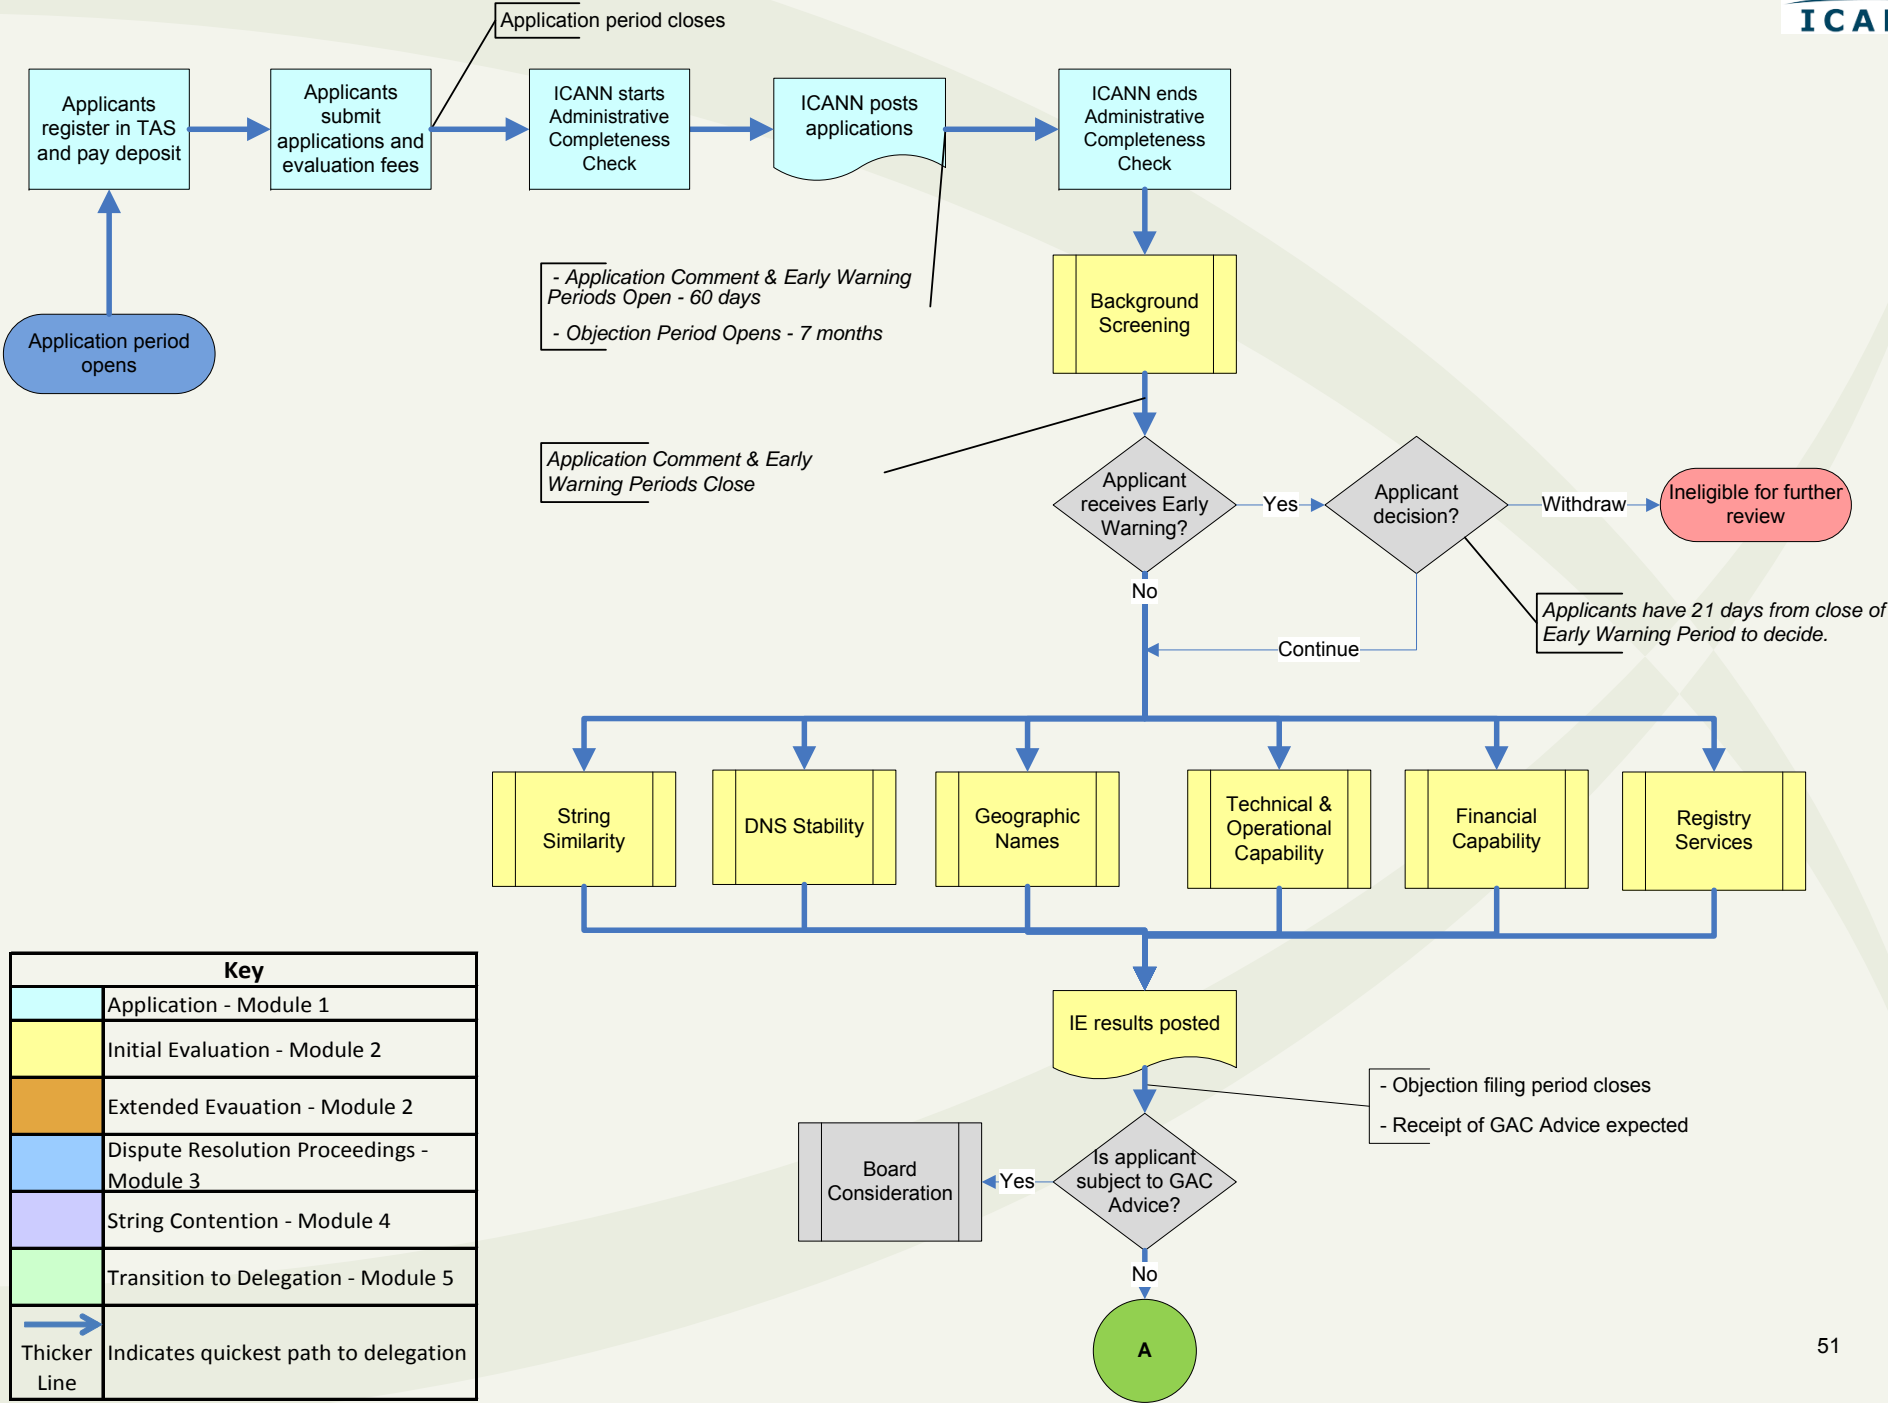 Application period closes
ICA
Applicants
register in TAS
and pay deposit
Applicants
submit
applications and
evaluation fees
ICANN starts
Administrative
Completeness
Check
ICANN posts
applications
ICANN ends
Administrative
Completeness
Check
- Application Comment & Early Warning
Periods Open - 60 days
- Objection Period Opens - 7 months
Background
Screening
Application period
opens
Application Comment & Early
Warning Periods Close
Applicant
receives Early
Warning?
Yes
Applicant
decision?
Withdraw
Ineligible for further
review
No
Applicants have 21 days from close of
Early Warning Period to decide.
Continue
String
Similarity
DNS Stability
Geographic
Names
Technical &
Operational
Capability
Financial
Capability
Registry
Services
IE results posted
- Objection filing period closes
- Receipt of GAC Advice expected
Board
Consideration
Yes
Is applicant
subject to GAC
Advice?
No
A
Key
Application - Module 1
Initial Evaluation - Module 2
Extended Evauation - Module 2
Dispute Resolution Proceedings -
Module 3
String Contention - Module 4
Transition to Delegation - Module 5
Thicker
Line
Indicates quickest path to delegation
51